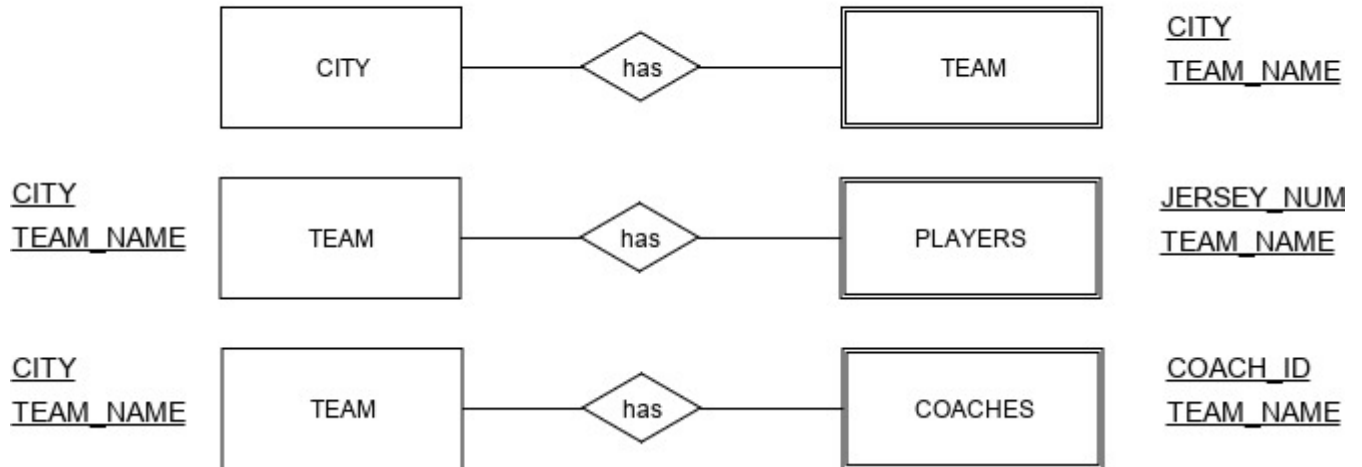 CITY has TEAM CITY
TEAM_NAME
CITY
TEAM_NAME TEAM has PLAYERS JERSEY_NUM
TEAM_NAME
CITY
TEAM_NAME TEAM has COACHES COACH_ID
TEAM_NAME